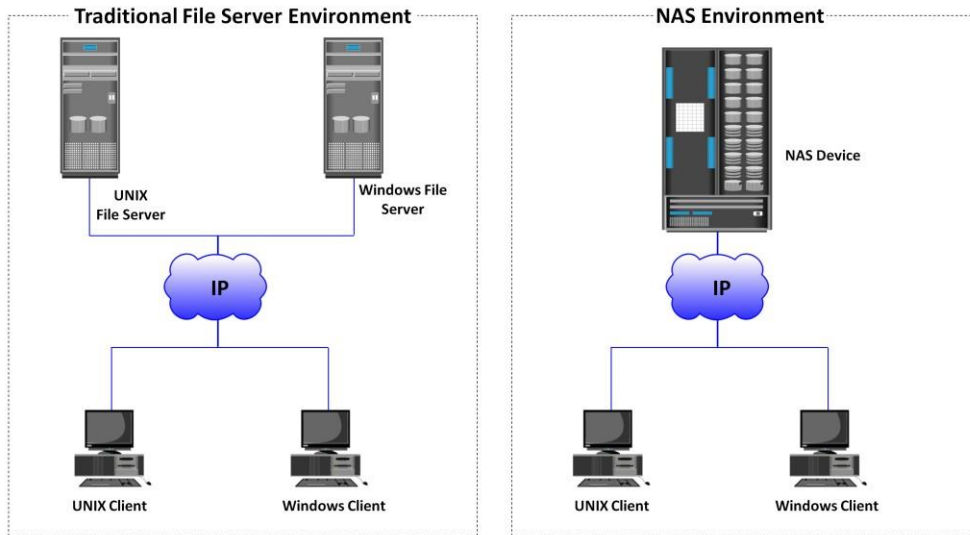 Traditional File Server Environment
UNIX
File Server
Windows File
Server
IP
UNIX Client
Windows Client
NAS Environment
NAS Device
IP
UNIX Client
Windows Client